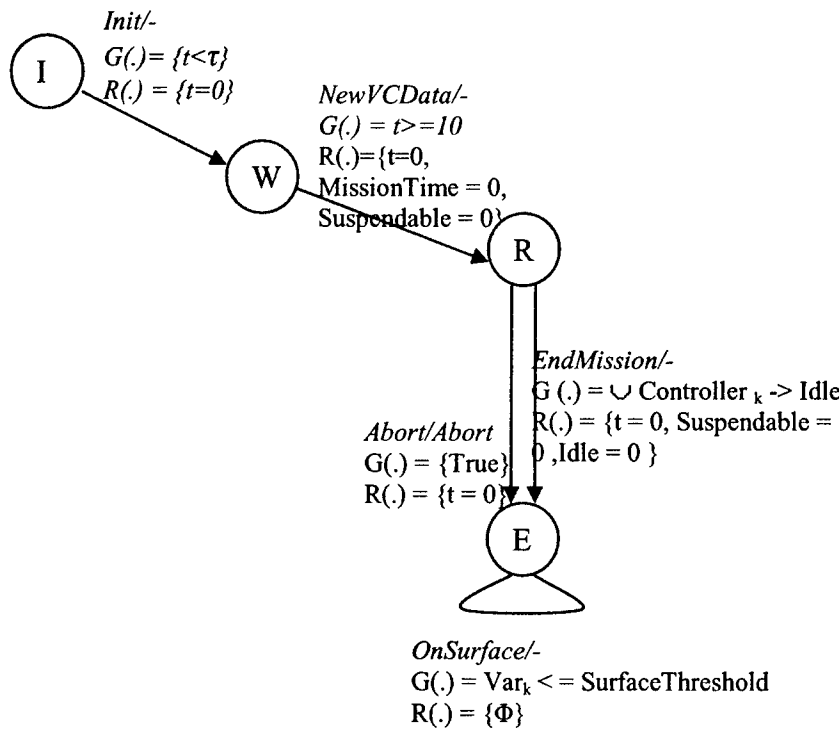 Init/-
G(.)= {t<τ}
R(.) = {t=0}
I
NewVCData/-
G(.) = t>=10
R(.)={t=0,
MissionTime = 0,
Suspendable = 0}
W
R
EndMission/-
G (.) = ∪ Controller k -> Idle
R(.) = {t = 0, Suspendable =
0 ,Idle = 0 }
Abort/Abort
G(.) = {True}
R(.) = {t = 0}
E
OnSurface/-
G(.) = Vark < = SurfaceThreshold
R(.) = {Φ}